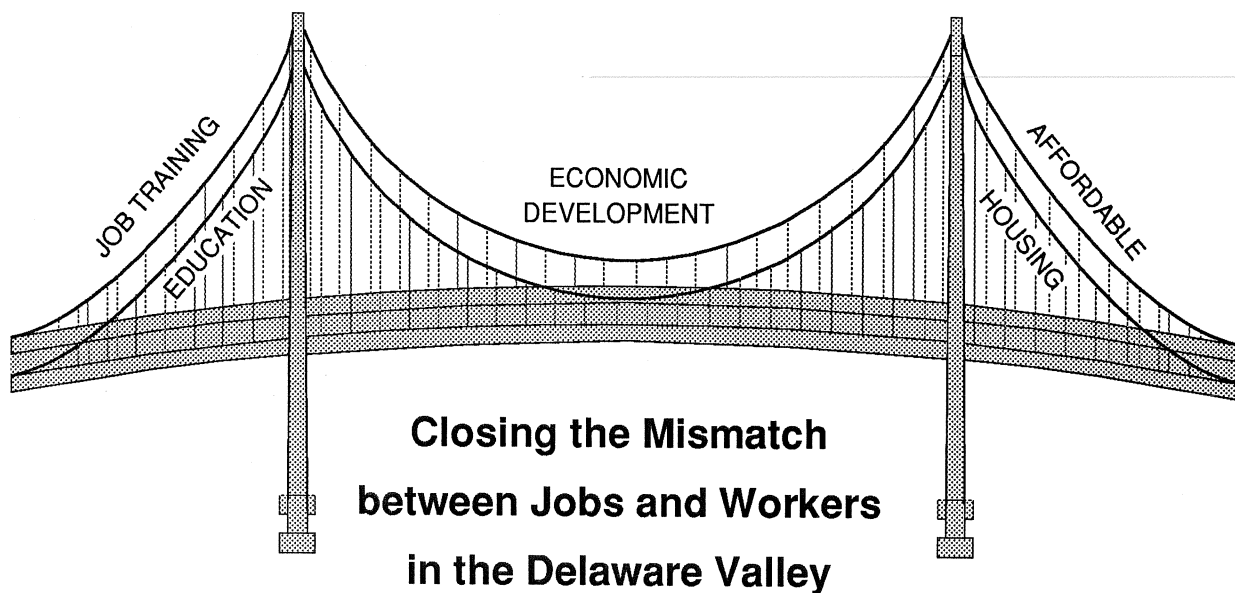 JOB TRAINING
EDUCATION
ECONOMIC
DEVELOPMENT
AFFORDABLE
HOUSING
Closing the Mismatch
between Jobs and Workers
in the Delaware Valley